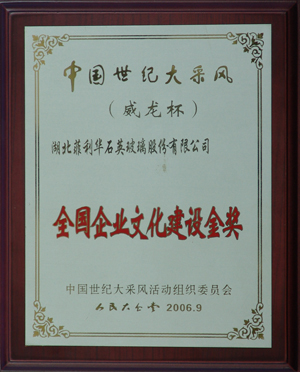 中国世纪大采风
（威龙杯）
湖北菲利华石英玻璃股份有限公司
全国企业文化建设金奖
中国世纪大采风活动组织委员会
人民大会堂 2006.9